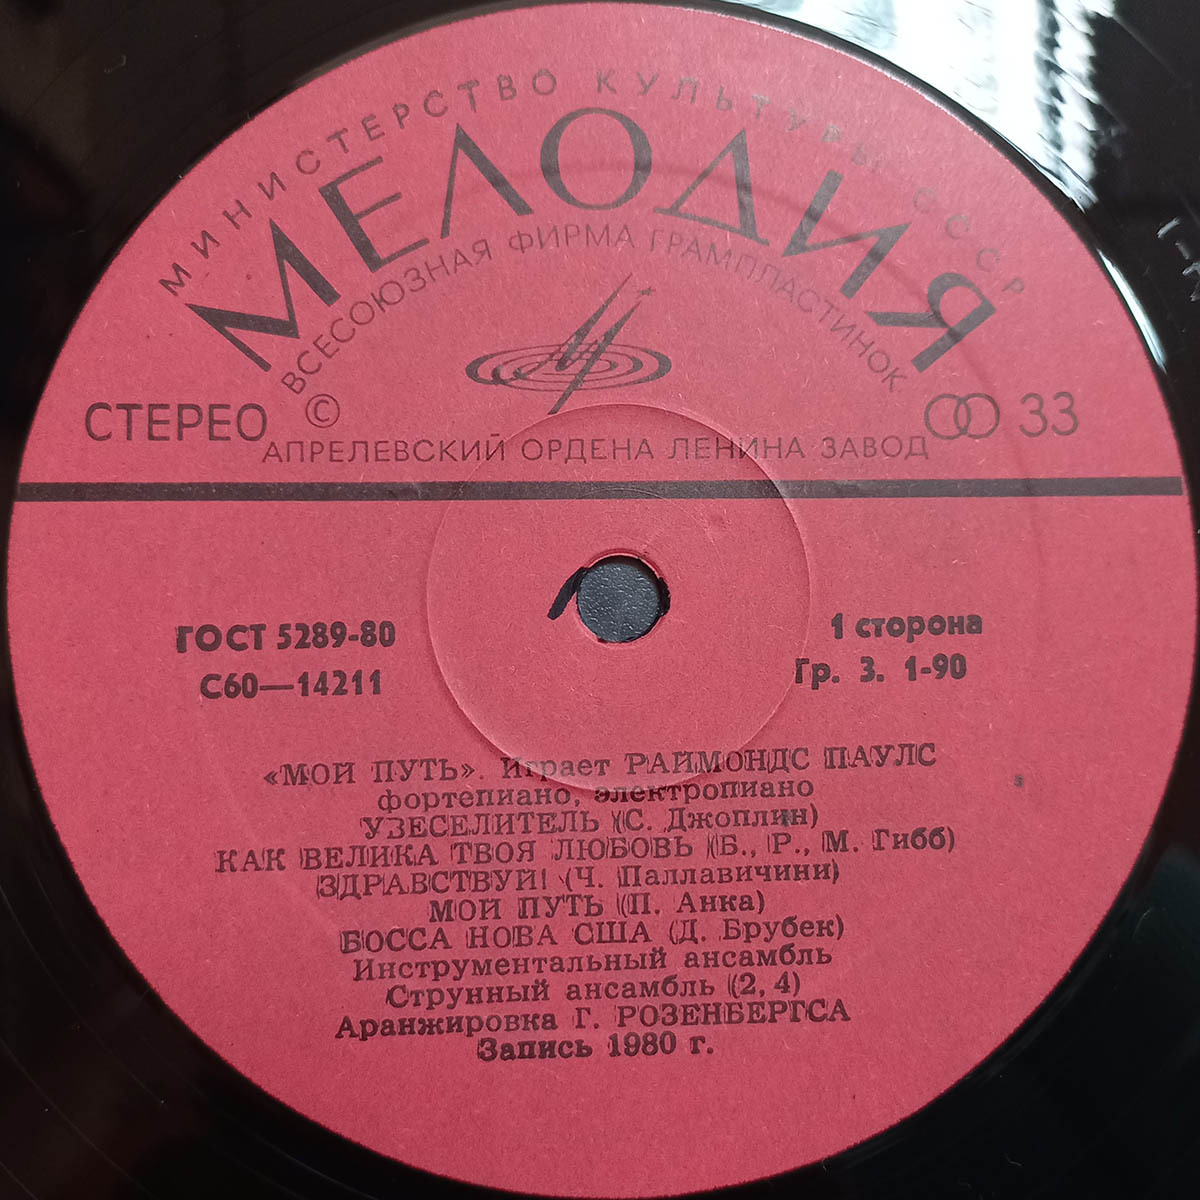 МИНИСТЕРСТВО КУЛЬТУРЫ СССР
МЕЛОДИЯ
ВСЕСОЮЗНАЯ ФИРМА ГРАМПЛАСТИНОК
СТЕРЕО
©
33
АПРЕЛЕВСКИЙ ОРДЕНА ЛЕНИНА ЗАВОД
ГОСТ 5289-80
1 сторона
С60—14211
Гр. 3. 1-90
«МОЙ ПУТЬ». Играет РАЙМОНДС ПАУЛС
фортепиано, электропиано
УЗЕСЕЛИТЕЛЬ (С. Джоплин)
КАК ВЕЛИКА ТВОЯ ЛЮБОВЬ (Б., Р., М. Гибб)
ЗДРАВСТВУЙ! (Ч. Паллавичини)
МОЙ ПУТЬ (П. Анка)
БОССА НОВА США (Д. Брубек)
Инструментальный ансамбль
Струнный ансамбль (2, 4)
Аранжировка Г. РОЗЕНБЕРГСА
Запись 1980 г.